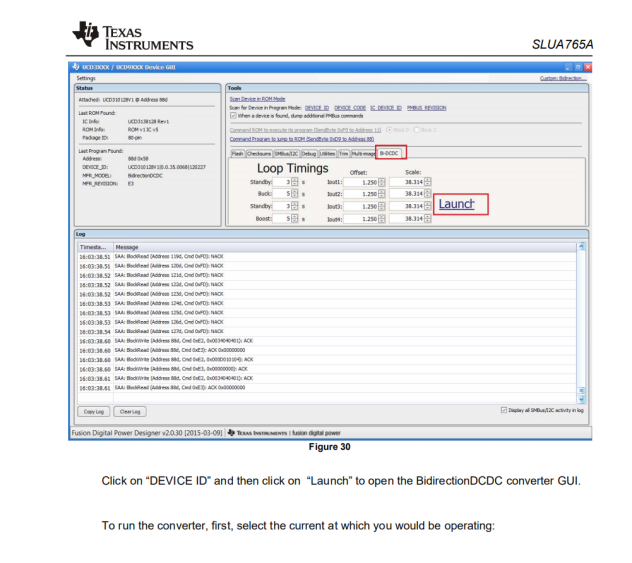 TEXAS
INSTRUMENTS
SLUA765A
UCD3XXX / UCD9XXX Device GUI
Settings
Custom: Bidirection...
Status
Tools
Attached: UCD310128V1 @ Address 88d
Scan Device in ROM Mode
Scan for Device in Program Mode: DEVICE ID DEVICE CODE IC DEVICE ID PMBUS REVISION
When a device is found, dump additional PMBus commands
Last ROM Found:
IC Info: UCD3138128 Rev1
ROM Info: ROM v1 IC v5
Package ID: 80-pin
Command ROM to execute its program (SendByte 0xF0 to Address 11)
Command Program to jump to ROM (SendByte 0xD9 to Address 88)
Last Program Found:
Address: 88d 0x58
DEVICE_ID: UCD310128V1|0.0.35.0068|120227
MFR_MODEL: BidirectionDCDC
MFR_REVISION: E3
Flash Checksums SMBus/I2C Debug Utilities Trim Multi-image Bi-DCDC
Loop Timings
Offset: Scale:
Standby: 3 s Iout1: 1.250 38.314
Buck: 5 s Iout2: 1.250 38.314
Standby: 3 s Iout3: 1.250 38.314
Launch
Boost: 5 s Iout4: 1.250 38.314
Log
Timesta... Message
16:03:38.51 SAA: BlockRead (Address 119d, Cmd 0xFD): NACK
16:03:38.51 SAA: BlockRead (Address 120d, Cmd 0xFD): NACK
16:03:38.52 SAA: BlockRead (Address 121d, Cmd 0xFD): NACK
16:03:38.52 SAA: BlockRead (Address 122d, Cmd 0xFD): NACK
16:03:38.52 SAA: BlockRead (Address 123d, Cmd 0xFD): NACK
16:03:38.53 SAA: BlockRead (Address 124d, Cmd 0xFD): NACK
16:03:38.53 SAA: BlockRead (Address 125d, Cmd 0xFD): NACK
16:03:38.53 SAA: BlockRead (Address 126d, Cmd 0xFD): NACK
16:03:38.54 SAA: BlockRead (Address 127d, Cmd 0xFD): NACK
16:03:38.60 SAA: BlockWrite (Address 88d, Cmd 0xE2, 0x0034040401): ACK
16:03:38.60 SAA: BlockRead (Address 88d, Cmd 0xE3): ACK 0x00000000
16:03:38.60 SAA: BlockWrite (Address 88d, Cmd 0xE2, 0x000D010104): ACK
16:03:38.60 SAA: BlockWrite (Address 88d, Cmd 0xE3, 0x00000000): ACK
16:03:38.61 SAA: BlockWrite (Address 88d, Cmd 0xE2, 0x0034040401): ACK
16:03:38.61 SAA: BlockRead (Address 88d, Cmd 0xE3): ACK 0x00000000
Copy Log Clear Log
Display all SMBus/I2C activity in log
Fusion Digital Power Designer v2.0.30 [2015-03-09] TEXAS INSTRUMENTS | fusion digital power
Figure 30
Click on “DEVICE ID” and then click on “Launch” to open the BidirectionDCDC converter GUI.
To run the converter, first, select the current at which you would be operating: